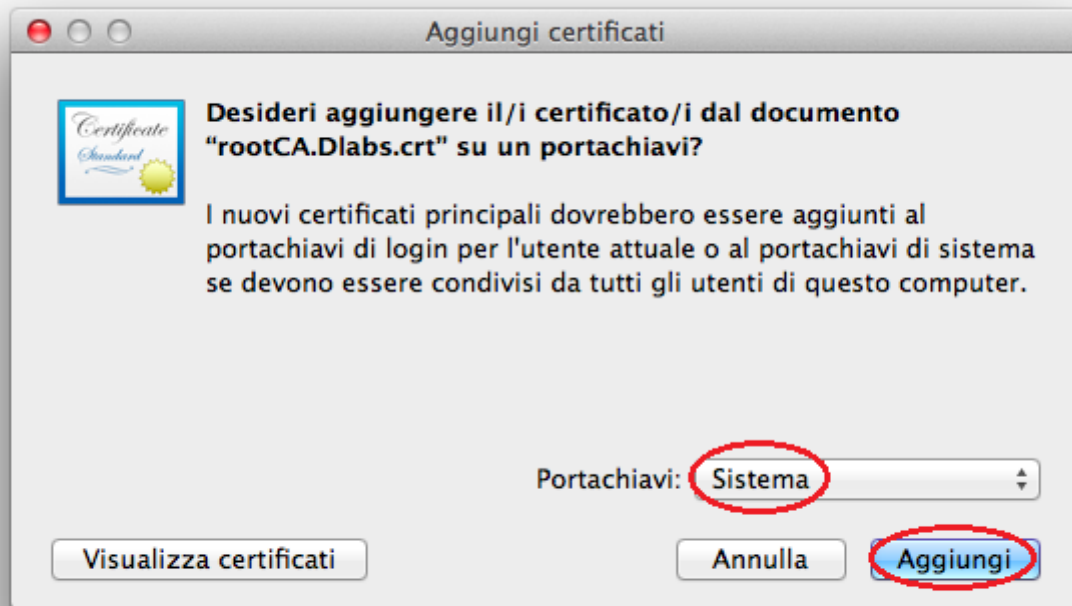 Aggiungi certificati
Certificate
Standard
Desideri aggiungere il/i certificato/i dal documento
“rootCA.Dlabs.crt” su un portachiavi?
I nuovi certificati principali dovrebbero essere aggiunti al
portachiavi di login per l'utente attuale o al portachiavi di sistema
se devono essere condivisi da tutti gli utenti di questo computer.
Portachiavi: Sistema
Visualizza certificati Annulla Aggiungi